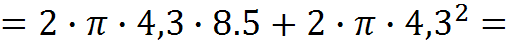 = 2 · π · 4,3 · 8.5 + 2 · π · 4,3² =